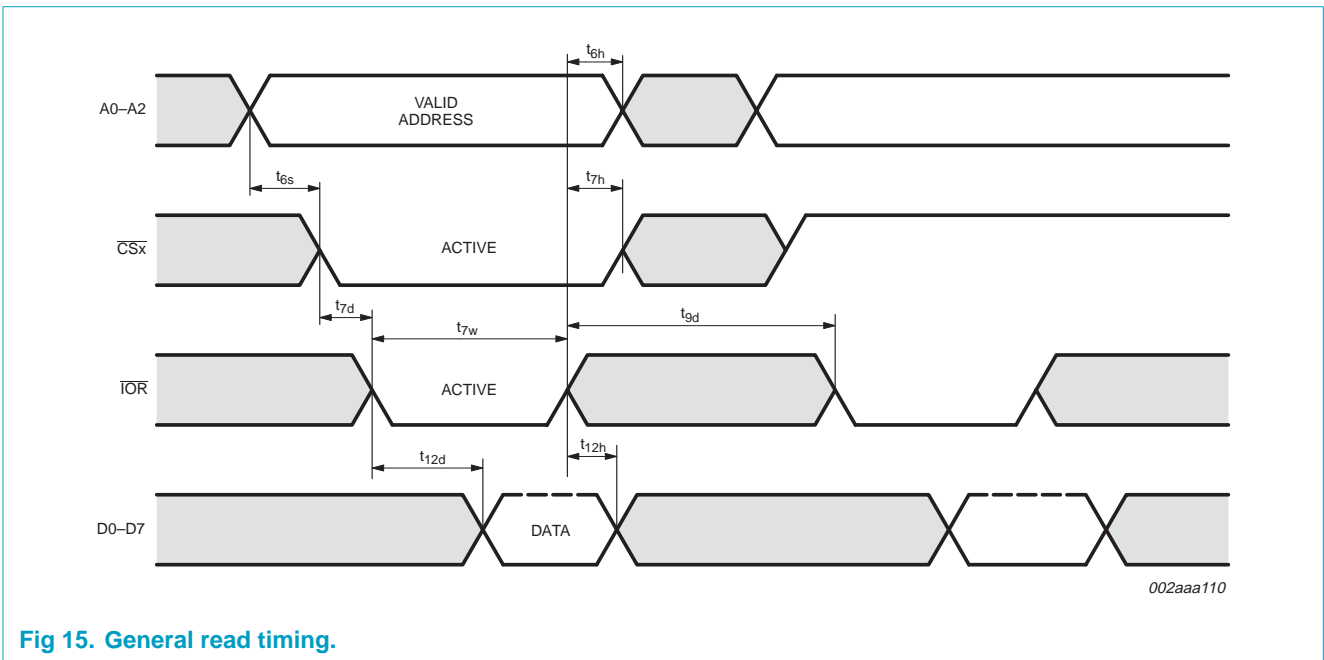 t6h
A0–A2
VALID
ADDRESS
t6s
t7h
CSx
ACTIVE
t7d
t7w
t9d
IOR
ACTIVE
t12d
t12h
D0–D7
DATA
002aaa110
Fig 15. General read timing.